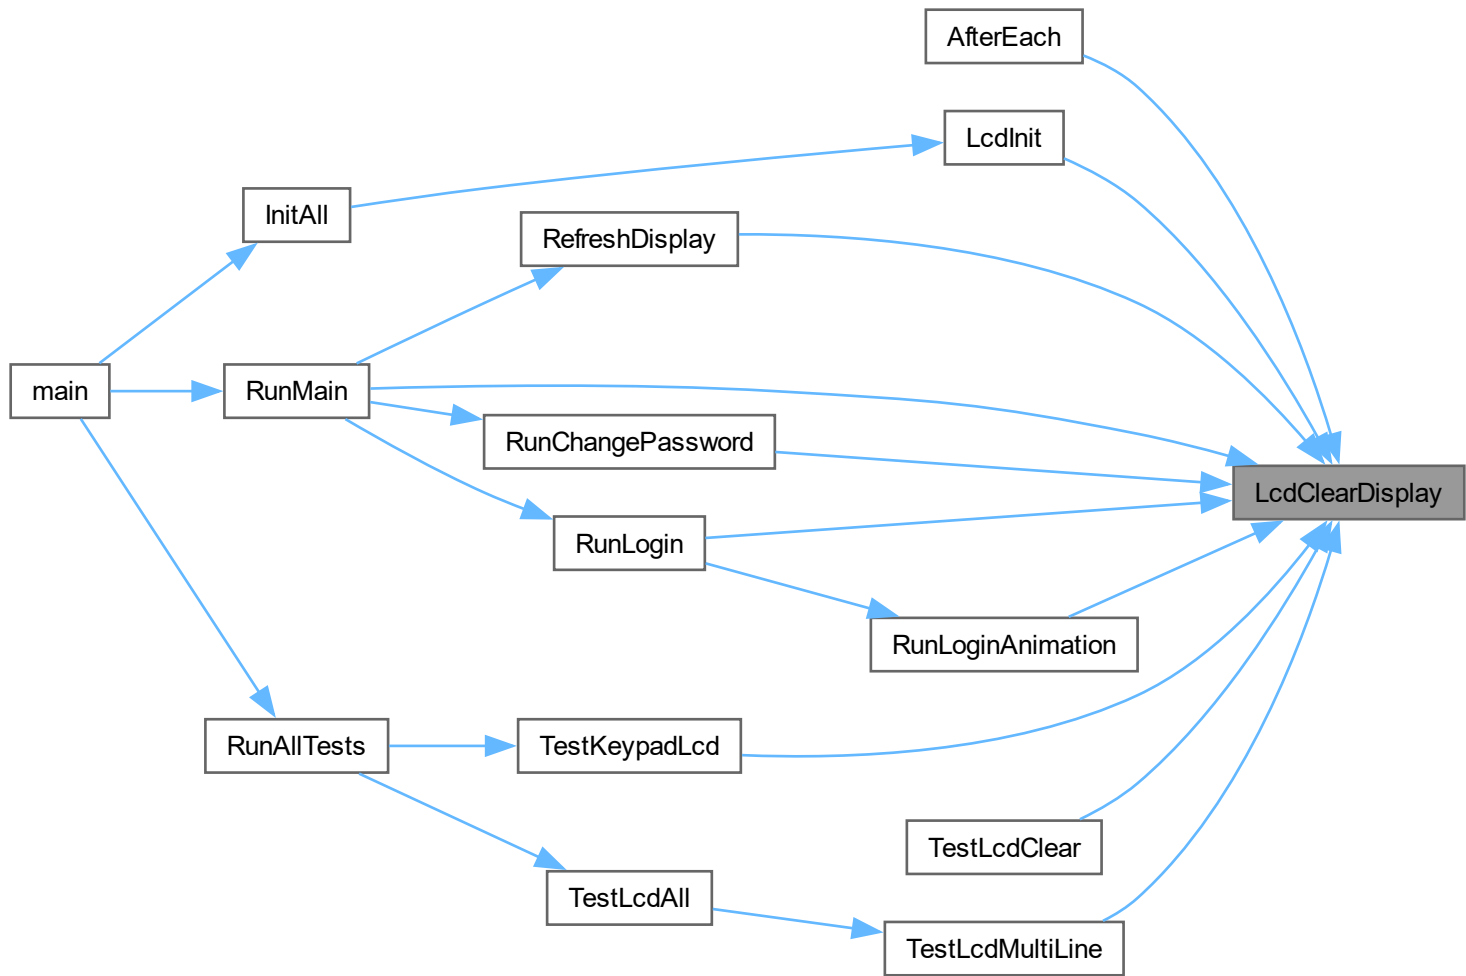 AfterEach
LcdInit
InitAll
RefreshDisplay
main
RunMain
RunChangePassword
LcdClearDisplay
RunLogin
RunLoginAnimation
RunAllTests
TestKeypadLcd
TestLcdClear
TestLcdAll
TestLcdMultiLine